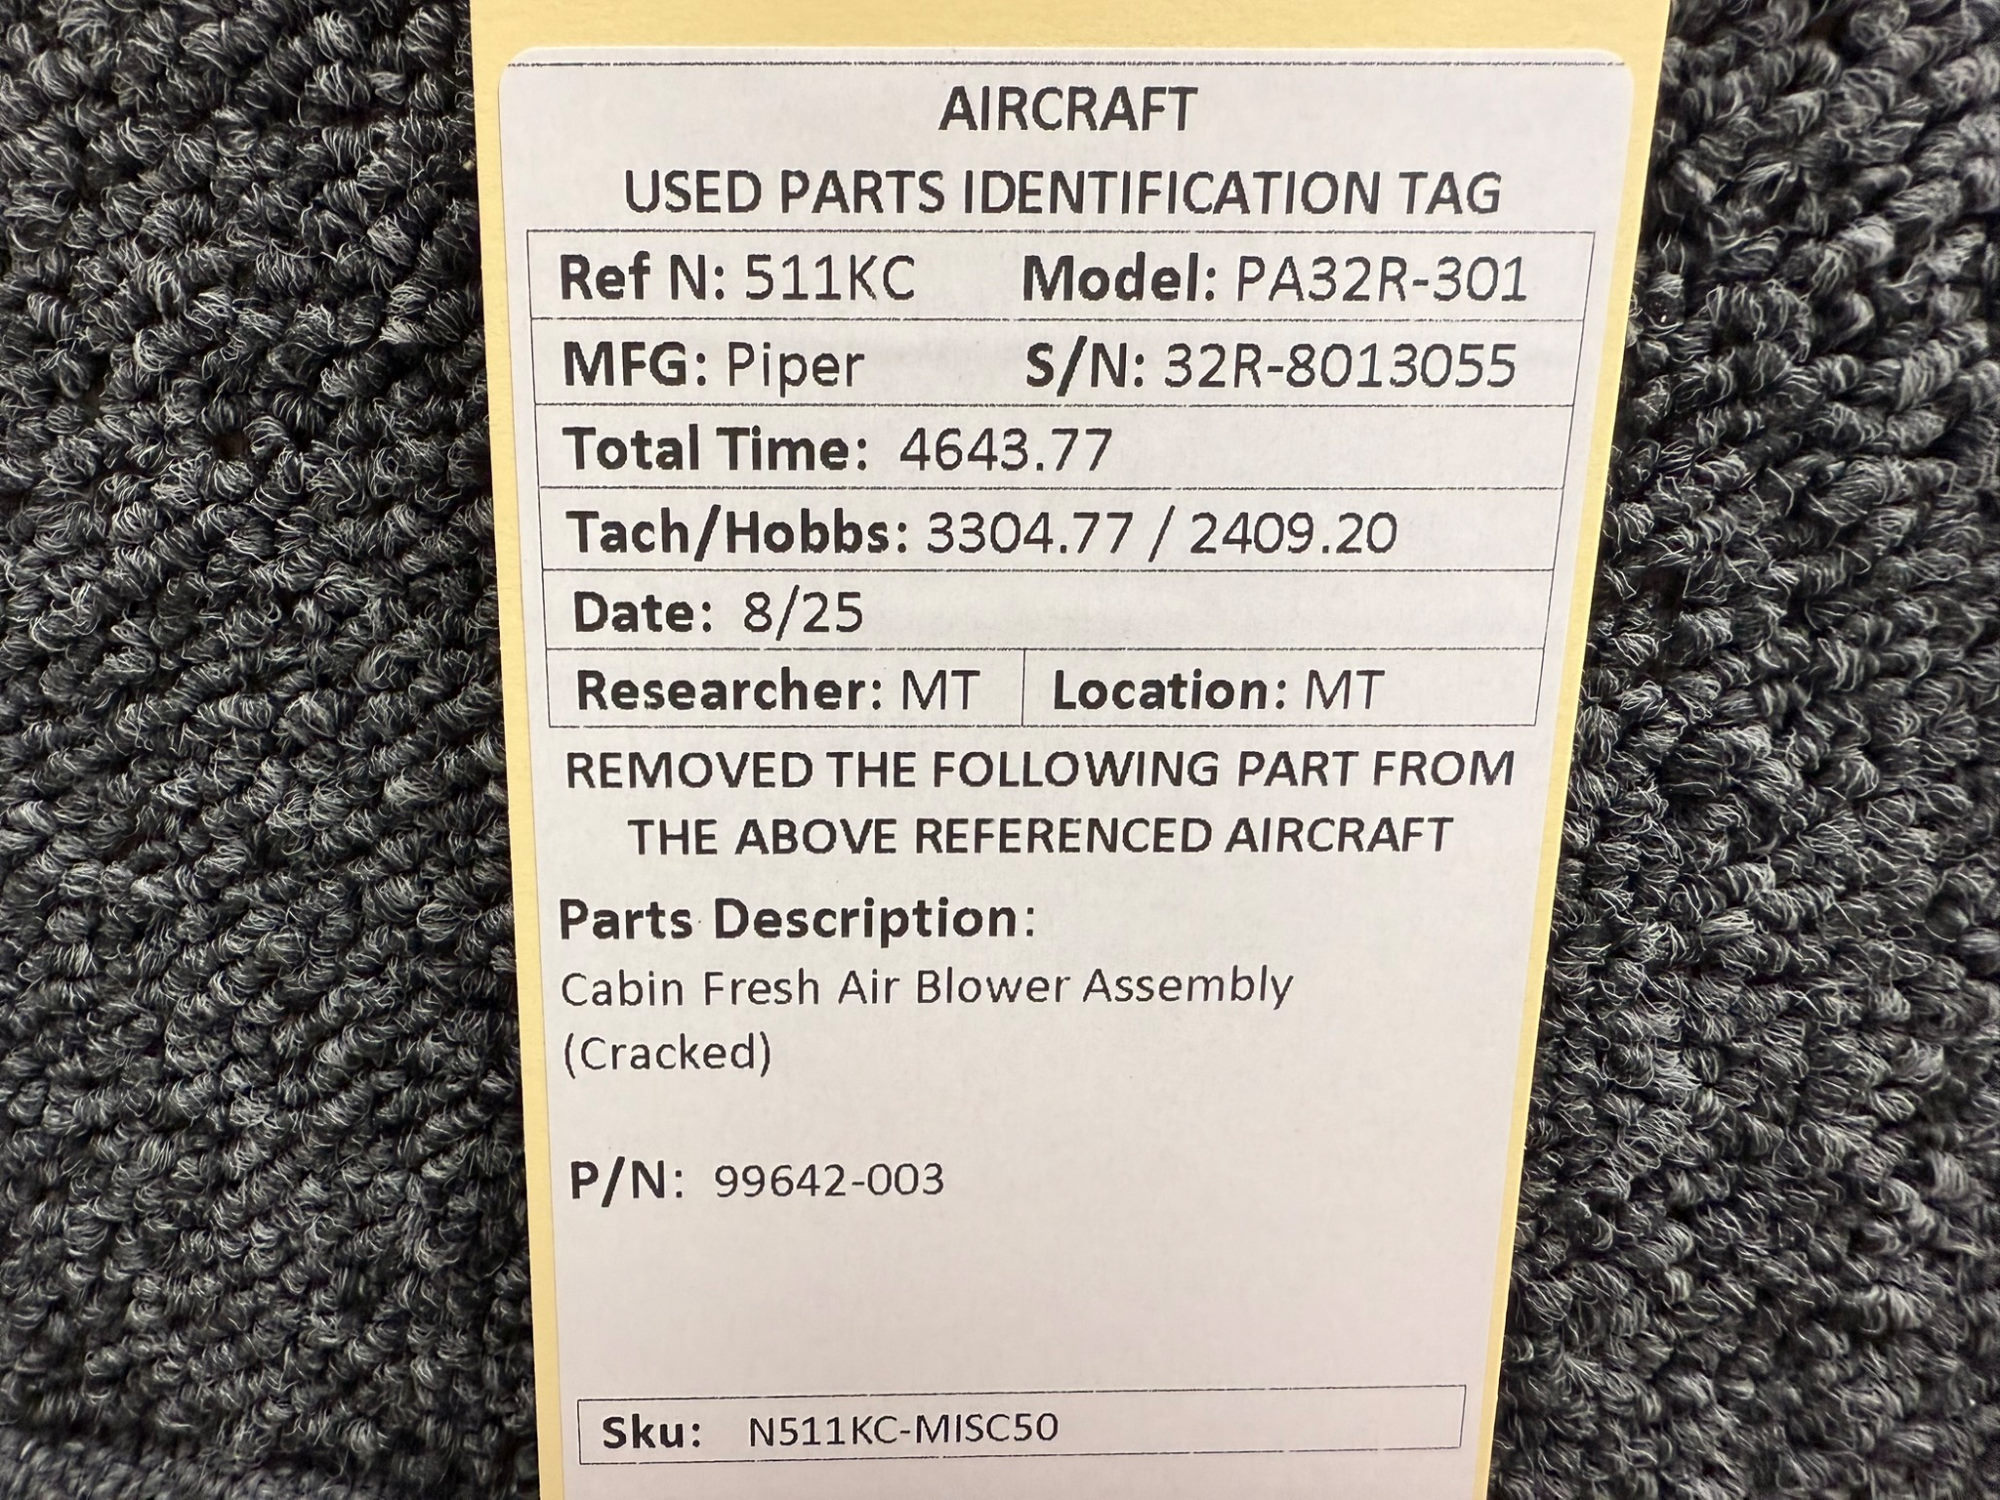 AIRCRAFT
USED PARTS IDENTIFICATION TAG
Ref N: 511KC Model: PA32R-301
MFG: Piper S/N: 32R-8013055
Total Time: 4643.77
Tach/Hobbs: 3304.77 / 2409.20
Date: 8/25
Researcher: MT Location: MT
REMOVED THE FOLLOWING PART FROM
THE ABOVE REFERENCED AIRCRAFT
Parts Description:
Cabin Fresh Air Blower Assembly
(Cracked)
P/N: 99642-003
Sku: N511KC-MISC50